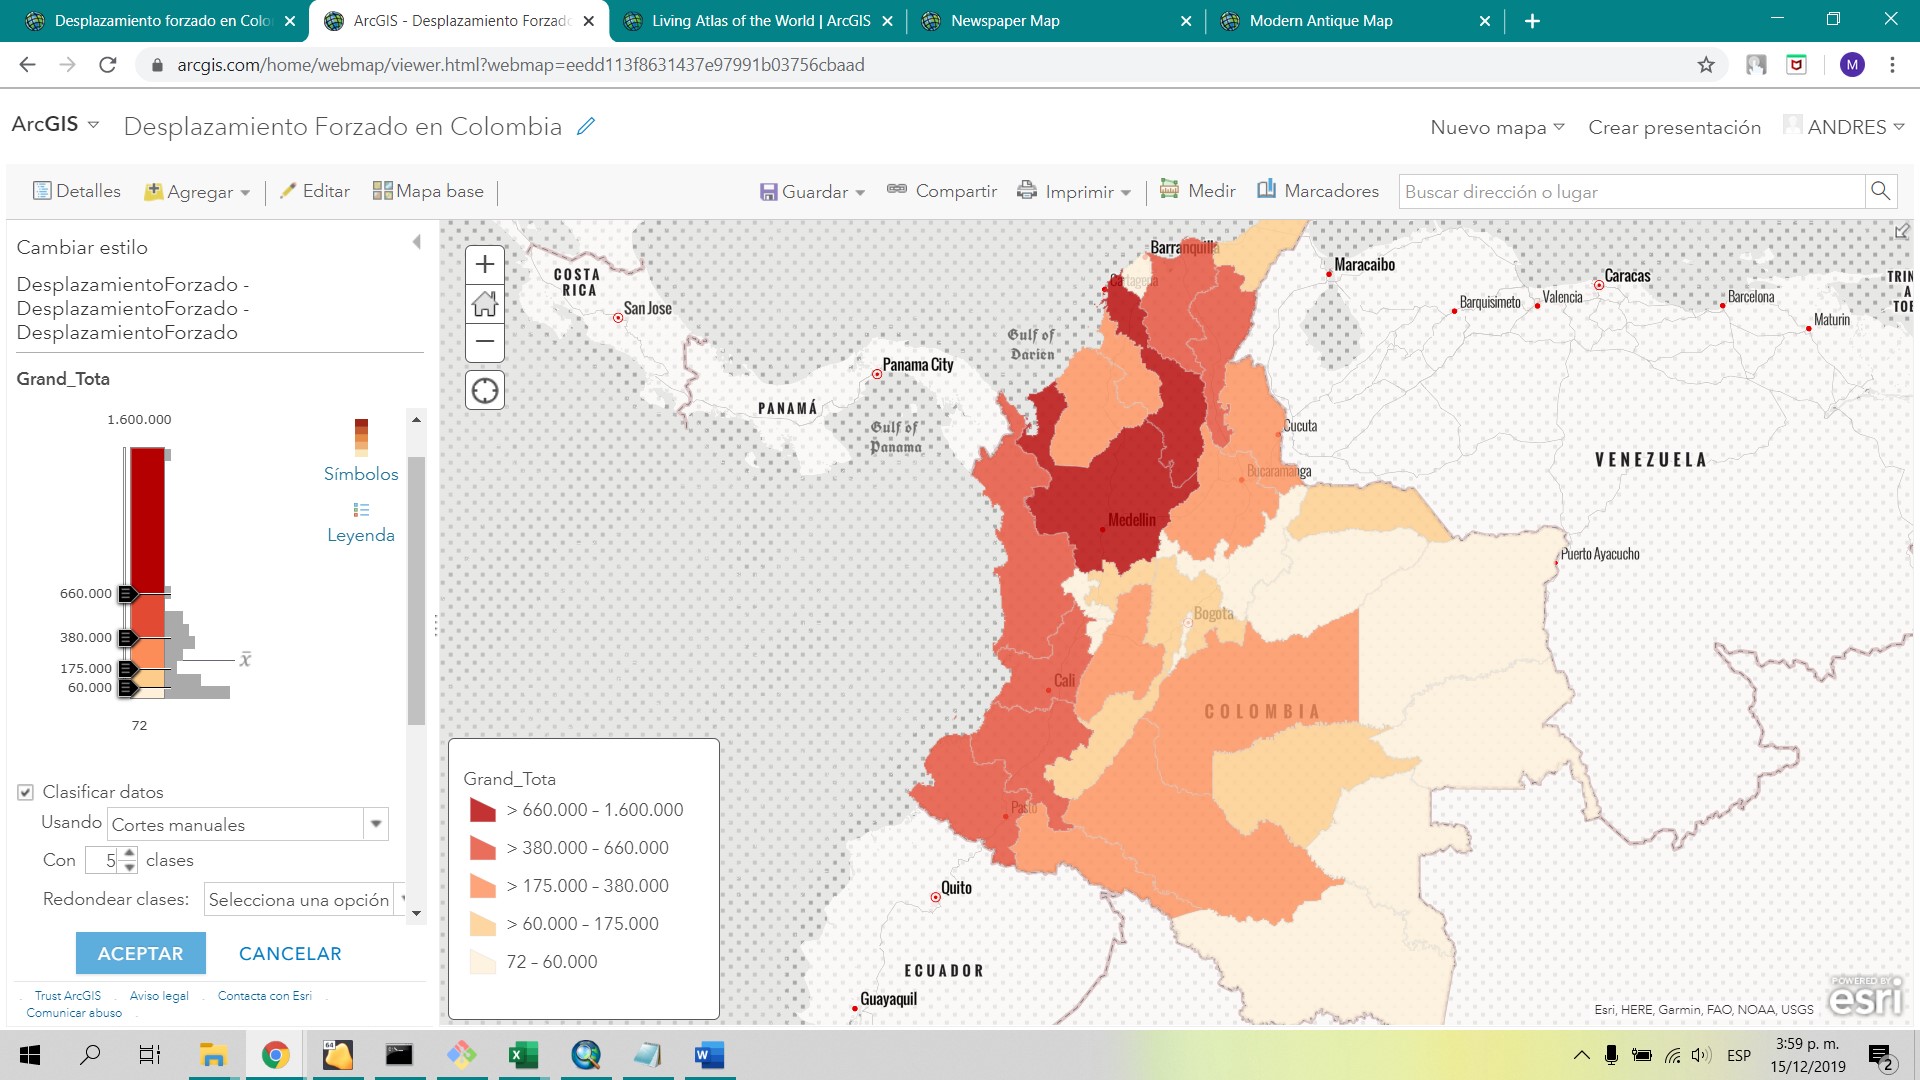 Desplazamiento forzado en Colo
ArcGIS - Desplazamiento Forzado
Living Atlas of the World | ArcGIS
Newspaper Map
Modern Antique Map
arcgis.com/home/webmap/viewer.html?webmap=eedd113f8631437e97991b03756cbaad
M
ArcGIS
Desplazamiento Forzado en Colombia
Nuevo mapa
Crear presentación
ANDRES
Detalles
Agregar
Editar
Mapa base
Guardar
Compartir
Imprimir
Medir
Marcadores
Buscar dirección o lugar
Cambiar estilo
DesplazamientoForzado -
DesplazamientoForzado -
DesplazamientoForzado
Grand_Tota
1.600.000
Símbolos
Leyenda
660.000
380.000
x̄
175.000
60.000
72
Clasificar datos
Usando Cortes manuales
Con 5 clases
Redondear clases: Selecciona una opción
ACEPTAR
CANCELAR
Trust ArcGIS
Aviso legal
Contacta con Esri
Comunicar abuso
COSTA
RICA
San Jose
PANAMÁ
Panama City
Gulf of
Panama
Gulf of
Darien
Barranquilla
Cartagena
Maracaibo
Barquisimeto
Valencia
Caracas
Barcelona
Maturin
TRIN
A
TOB
Cucuta
Bucaramanga
VENEZUELA
Medellin
Puerto Ayacucho
Bogota
Cali
COLOMBIA
Pasto
Quito
ECUADOR
Guayaquil
Grand_Tota
> 660.000 – 1.600.000
> 380.000 – 660.000
> 175.000 – 380.000
> 60.000 – 175.000
72 – 60.000
Esri, HERE, Garmin, FAO, NOAA, USGS
POWERED BY
esri
64
ESP
3:59 p. m.
15/12/2019
2